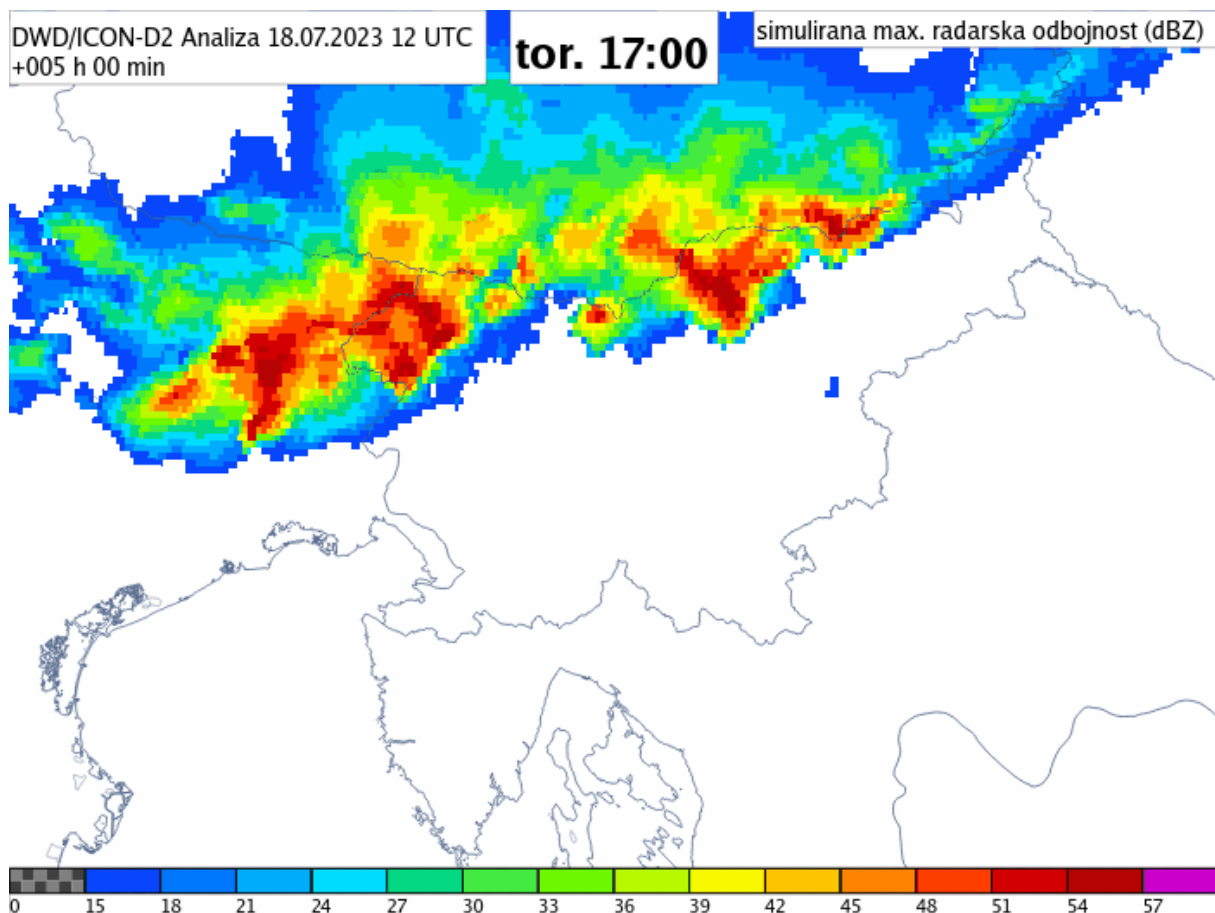 DWD/ICON-D2 Analiza 18.07.2023 12 UTC
+005 h 00 min
tor. 17:00
simulirana max. radarska odbojnost (dBZ)
0 15 18 21 24 27 30 33 36 39 42 45 48 51 54 57